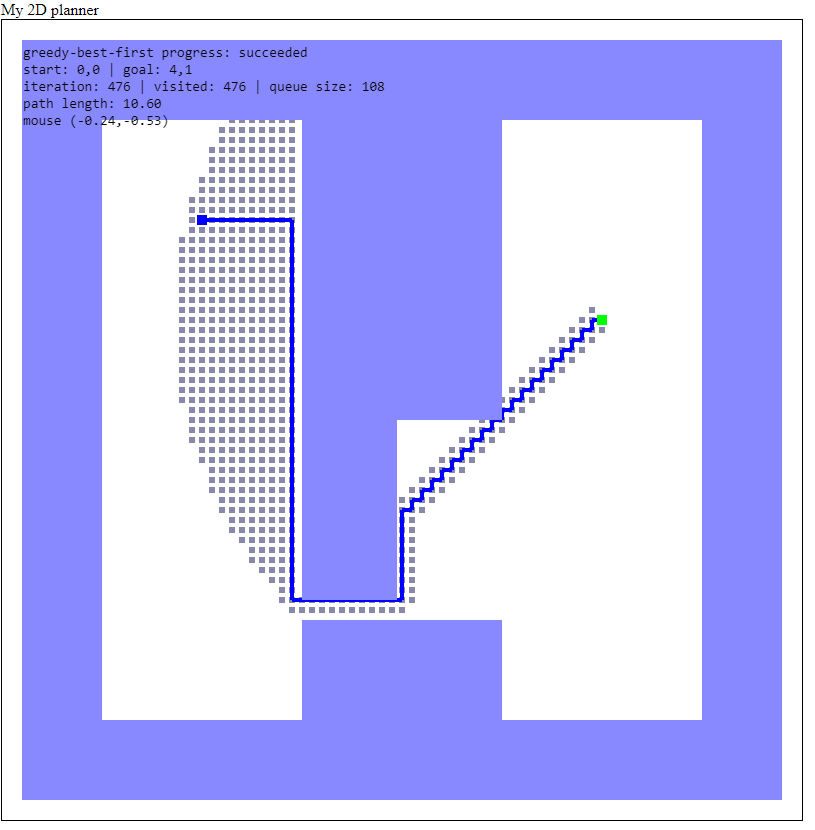 My 2D planner
greedy-best-first progress: succeeded
start: 0,0 | goal: 4,1
iteration: 476 | visited: 476 | queue size: 108
path length: 10.60
mouse (-0.24,-0.53)